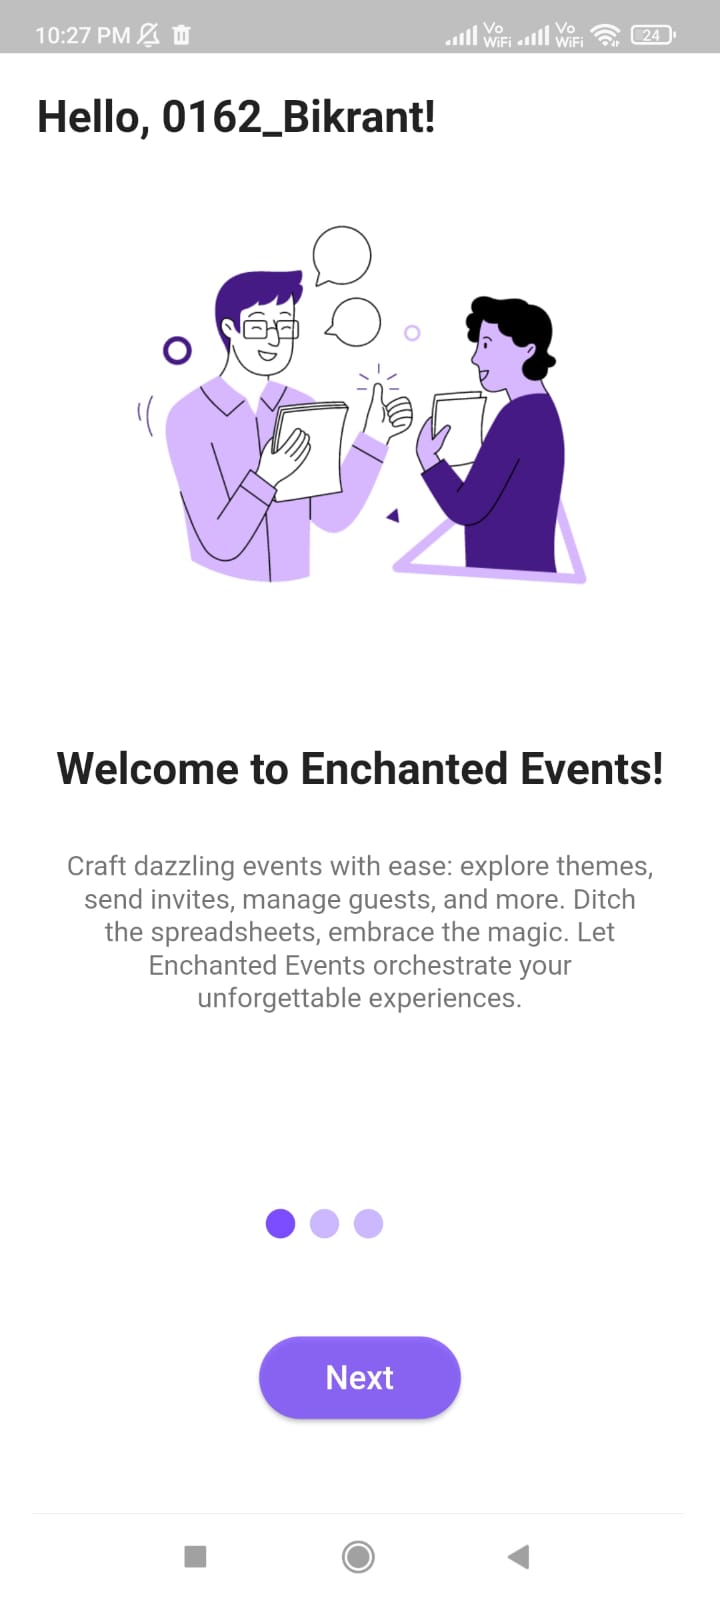 10:27 PM
Vo WiFi
Vo WiFi
24
Hello, 0162_Bikrant!
Welcome to Enchanted Events!
Craft dazzling events with ease: explore themes,
send invites, manage guests, and more. Ditch
the spreadsheets, embrace the magic. Let
Enchanted Events orchestrate your
unforgettable experiences.
Next